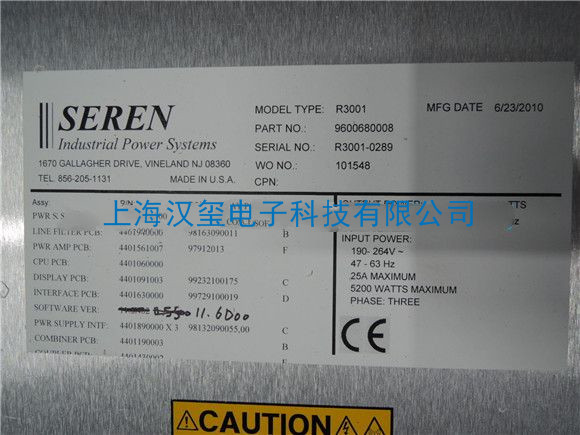 SEREN
Industrial Power Systems
1670 GALLAGHER DRIVE, VINELAND NJ 08360
TEL. 856-205-1131 MADE IN U.S.A.
MODEL TYPE: R3001 MFG DATE 6/23/2010
PART NO.: 9600680008
SERIAL NO.: R3001-0289
WO NO.: 101548
CPN:
上海汉玺电子科技有限公司
Assy:
PWR S.S
LINE FILTER PCB: 98163090011 B
PWR AMP PCB: 4401561007 97912013 F
CPU PCB: 4401060000
DISPLAY PCB: 4401091003 99232100175 C
INTERFACE PCB: 4401630000 99729100019 D
SOFTWARE VER: 11.6D00
PWR SUPPLY INTF: 4401890000 X 3 98132090055,00 C
COMBINER PCB: 4401190003 B
COUPLER PCB:
INPUT POWER:
190- 264V ~
47 - 63 Hz
25A MAXIMUM
5200 WATTS MAXIMUM
PHASE: THREE
CE
CAUTION